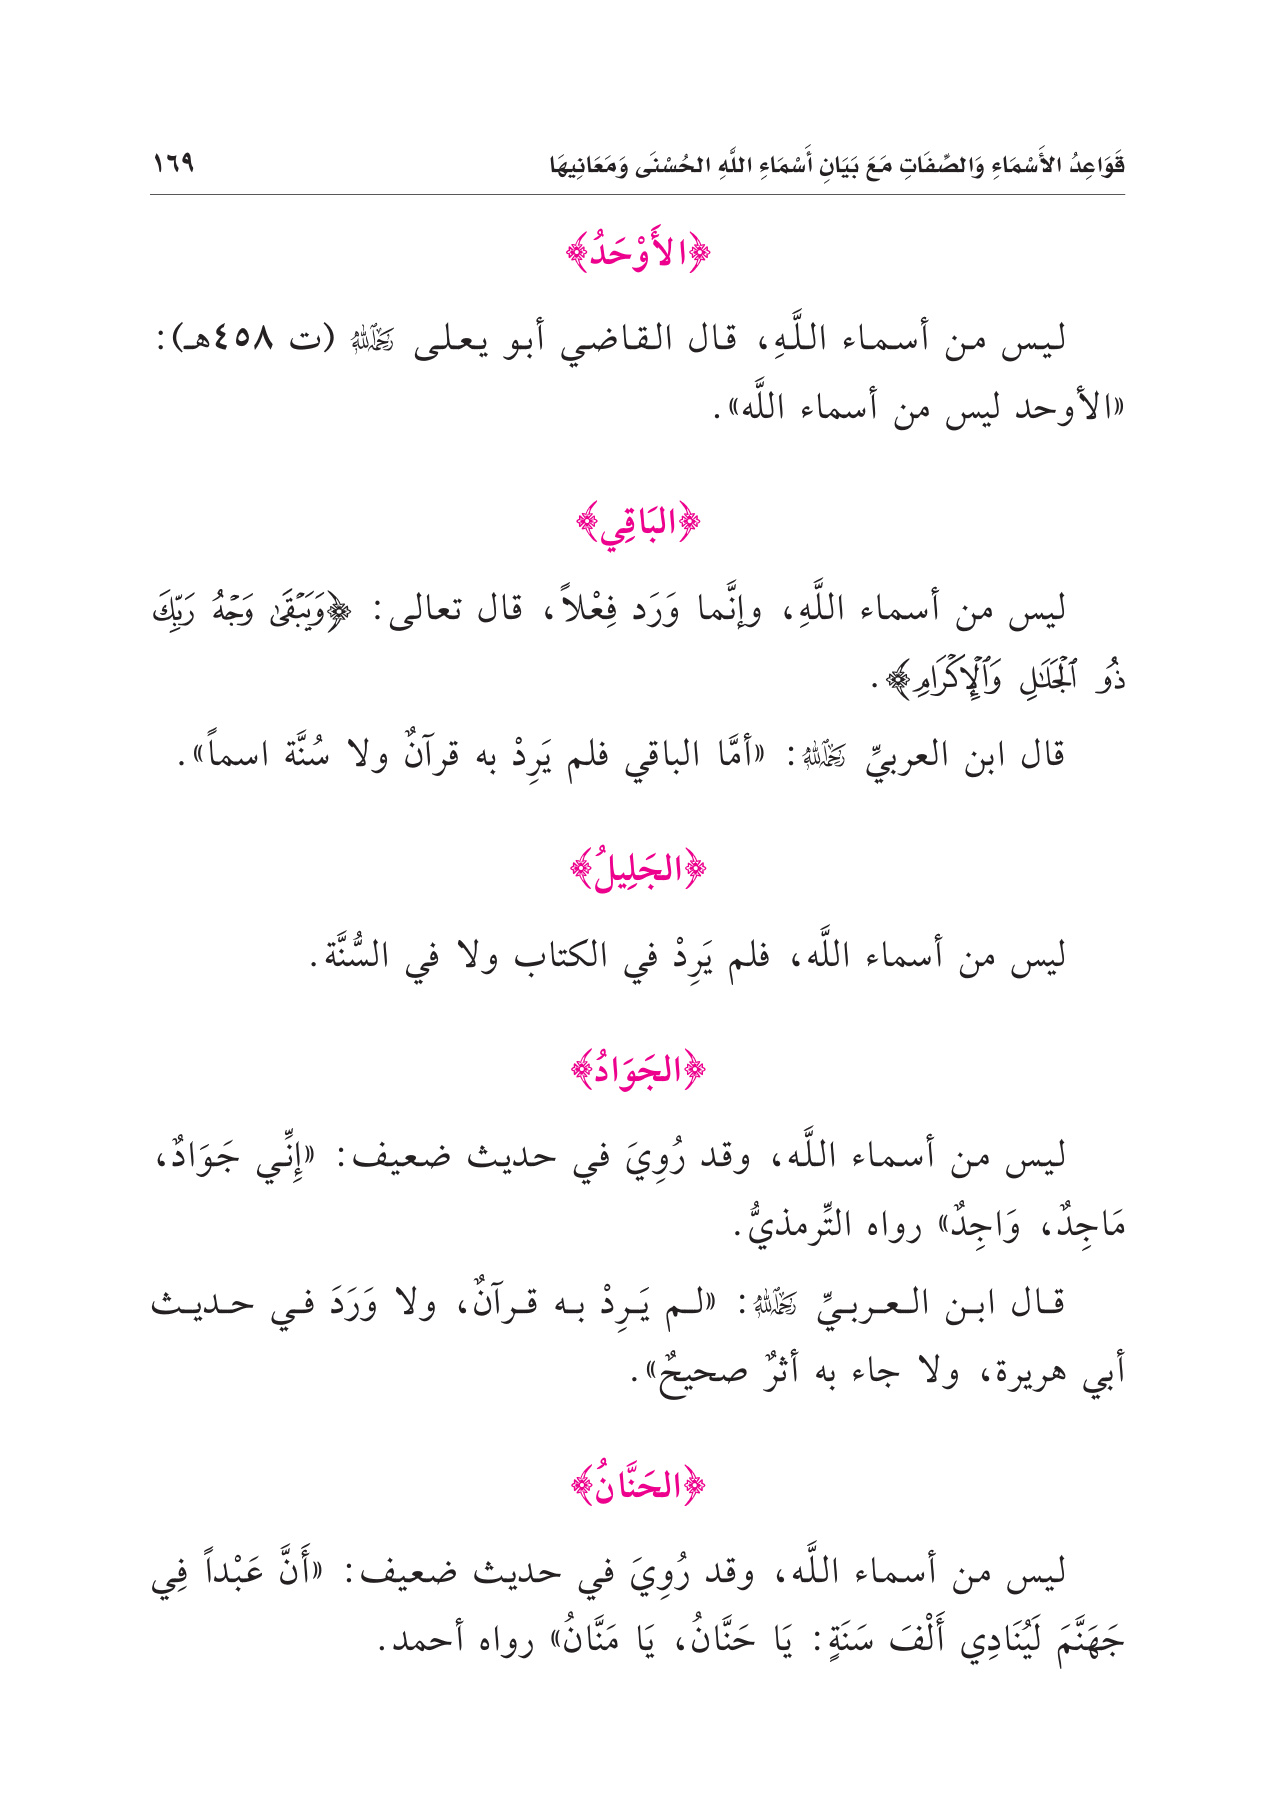 قَوَاعِدُ الأَسْمَاءِ وَالصِّفَاتِ مَعَ بَيَانِ أَسْمَاءِ اللَّهِ الحُسْنَى وَمَعَانِيهَا ١٦٩
﴿الأَوْحَدُ﴾
ليس من أسماء اللَّهِ، قال القاضي أبو يعلى رَحِمَهُ اللَّهُ (ت ٤٥٨هـ):
«الأوحد ليس من أسماء اللَّه».
﴿البَاقِي﴾
ليس من أسماء اللَّهِ، وإنَّما وَرَد فِعْلاً، قال تعالى: ﴿وَيَبْقَىٰ وَجْهُ رَبِّكَ
ذُو ٱلْجَلَٰلِ وَٱلْإِكْرَامِ﴾.
قال ابن العربيِّ رَحِمَهُ اللَّهُ: «أمَّا الباقي فلم يَرِدْ به قرآنٌ ولا سُنَّة اسماً».
﴿الجَلِيلُ﴾
ليس من أسماء اللَّه، فلم يَرِدْ في الكتاب ولا في السُّنَّة.
﴿الجَوَادُ﴾
ليس من أسماء اللَّه، وقد رُوِيَ في حديث ضعيف: «إِنِّي جَوَادٌ،
مَاجِدٌ، وَاجِدٌ» رواه التِّرمذيُّ.
قال ابن العربيِّ رَحِمَهُ اللَّهُ: «لم يَرِدْ به قرآنٌ، ولا وَرَدَ في حديث
أبي هريرة، ولا جاء به أثرٌ صحيحٌ».
﴿الحَنَّانُ﴾
ليس من أسماء اللَّه، وقد رُوِيَ في حديث ضعيف: «أَنَّ عَبْداً فِي
جَهَنَّمَ لَيُنَادِي أَلْفَ سَنَةٍ: يَا حَنَّانُ، يَا مَنَّانُ» رواه أحمد.